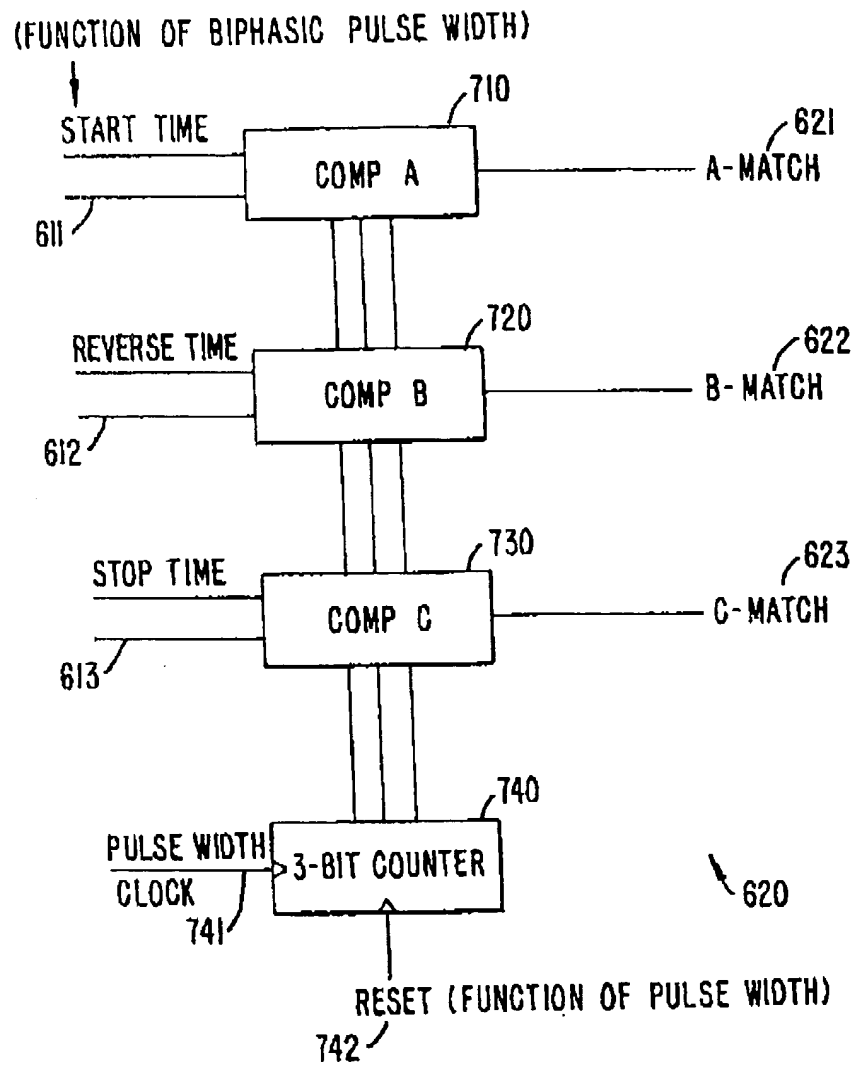 (FUNCTION OF BIPHASIC PULSE WIDTH)
710
START TIME
621
COMP A
A-MATCH
611
720
REVERSE TIME
622
COMP B
B-MATCH
612
730
STOP TIME
623
COMP C
C-MATCH
613
740
PULSE WIDTH
3-BIT COUNTER
CLOCK
741
620
RESET (FUNCTION OF PULSE WIDTH)
742